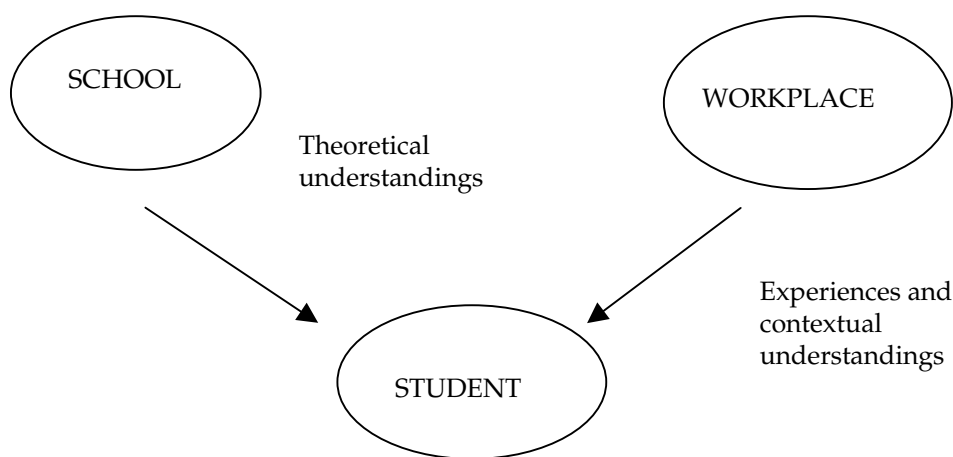 SCHOOL
WORKPLACE
Theoretical
understandings
Experiences and
contextual
understandings
STUDENT